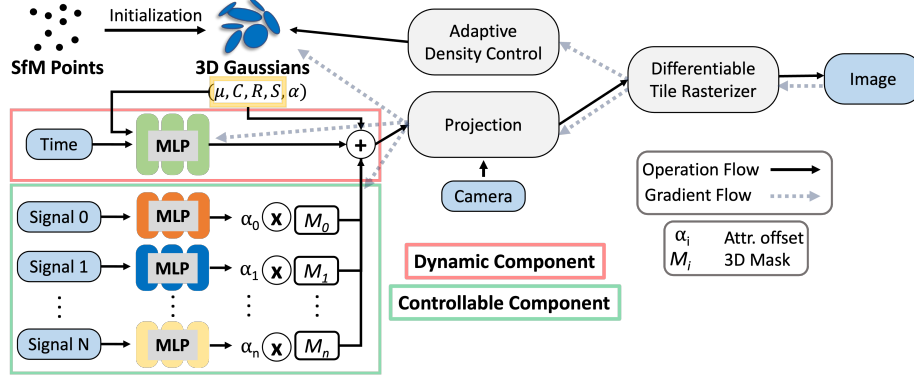 Initialization
SfM Points
3D Gaussians
(μ, C, R, S, α)
Adaptive
Density Control
Differentiable
Tile Rasterizer
Image
Time
MLP
+
Projection
Camera
Operation Flow
Gradient Flow
αi Attr. offset
Mi 3D Mask
Signal 0
MLP
α0 x M0
Signal 1
MLP
α1 x M1
Signal N
MLP
αn x Mn
Dynamic Component
Controllable Component